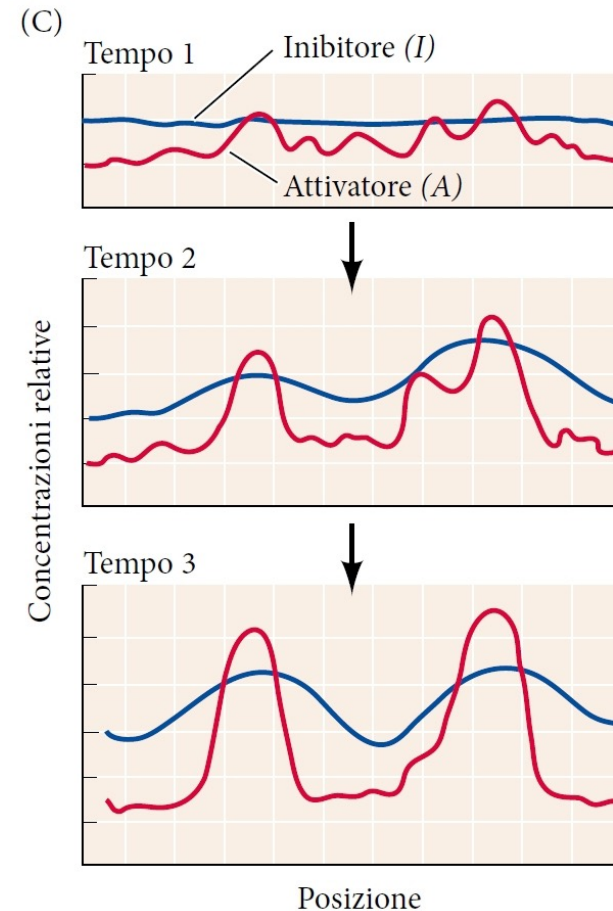 (C)
Tempo 1
Inibitore (I)
Attivatore (A)
Tempo 2
Tempo 3
Concentrazioni relative
Posizione